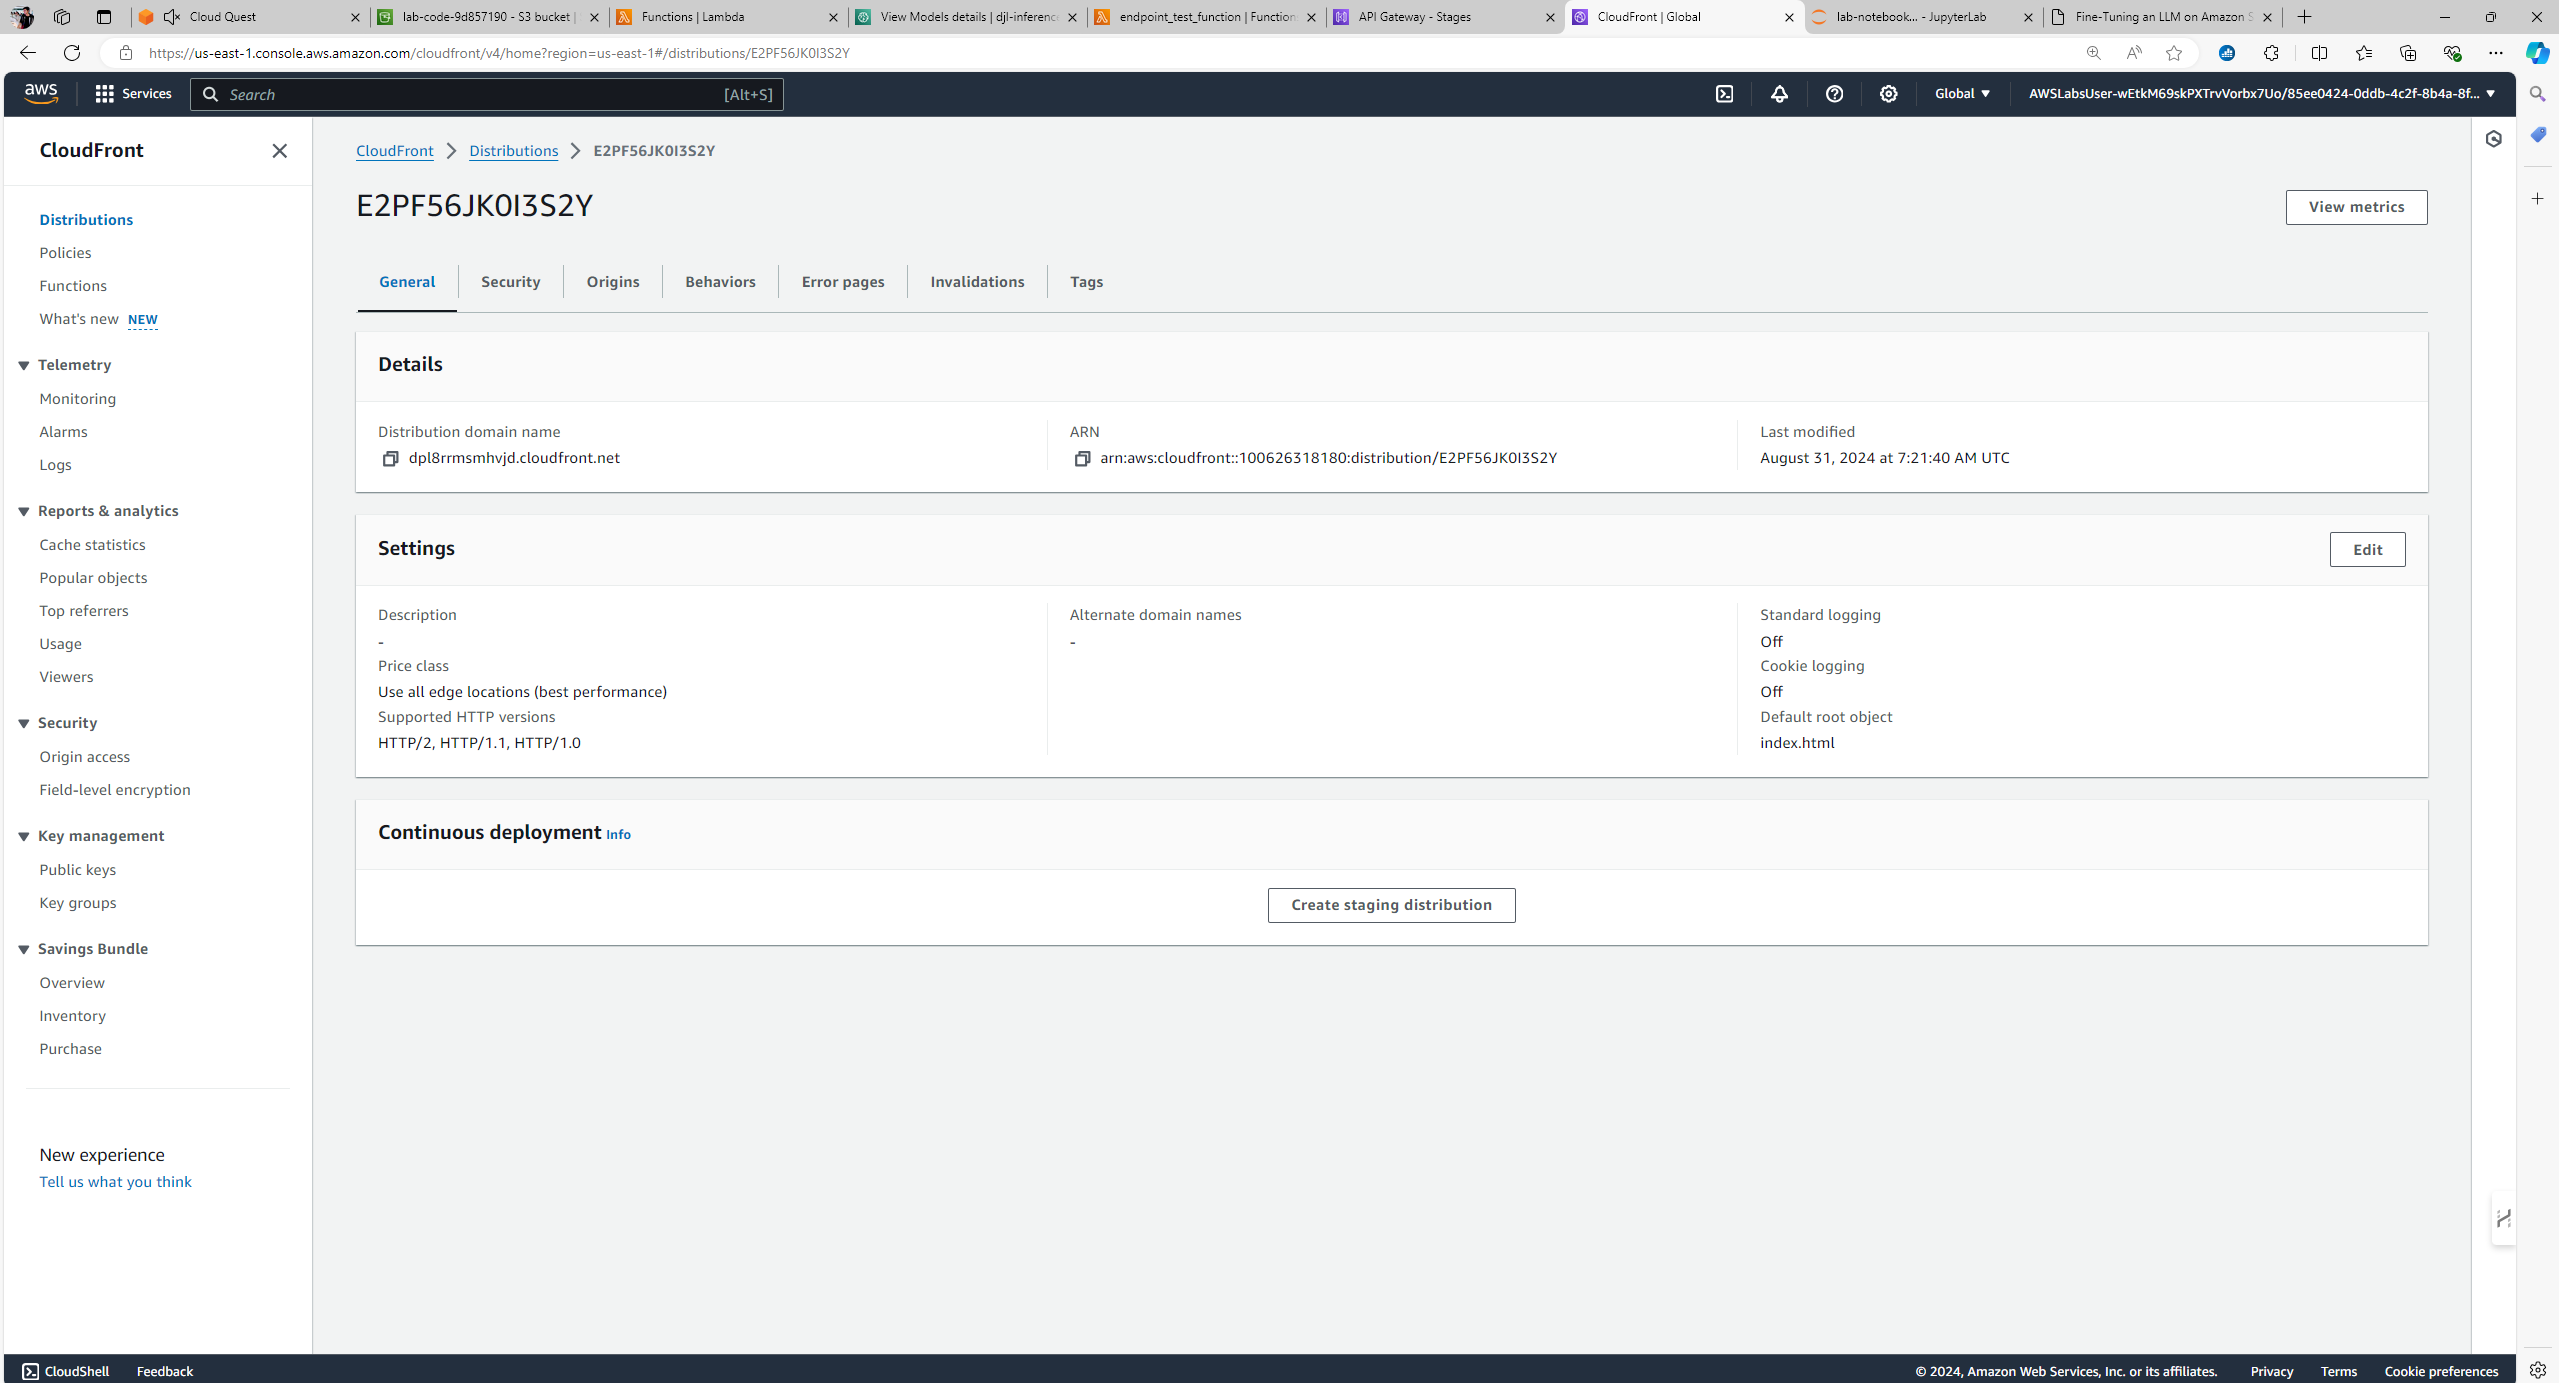 Cloud Quest
lab-code-9d857190 - S3 bucket |
Functions | Lambda
View Models details | djl-inferenc
endpoint_test_function | Function
API Gateway - Stages
CloudFront | Global
lab-notebook... - JupyterLab
Fine-Tuning an LLM on Amazon S
https://us-east-1.console.aws.amazon.com/cloudfront/v4/home?region=us-east-1#/distributions/E2PF56JK0I3S2Y
aws
Services
Search
[Alt+S]
Global
AWSLabsUser-wEtkM69skPXTrvVorbx7Uo/85ee0424-0ddb-4c2f-8b4a-8f...
CloudFront
Distributions
Policies
Functions
What's new NEW
Telemetry
Monitoring
Alarms
Logs
Reports & analytics
Cache statistics
Popular objects
Top referrers
Usage
Viewers
Security
Origin access
Field-level encryption
Key management
Public keys
Key groups
Savings Bundle
Overview
Inventory
Purchase
New experience
Tell us what you think
CloudFront
Distributions
E2PF56JK0I3S2Y
E2PF56JK0I3S2Y
View metrics
General
Security
Origins
Behaviors
Error pages
Invalidations
Tags
Details
Distribution domain name
dpl8rrmsmhvjd.cloudfront.net
ARN
arn:aws:cloudfront::100626318180:distribution/E2PF56JK0I3S2Y
Last modified
August 31, 2024 at 7:21:40 AM UTC
Settings
Edit
Description
-
Price class
Use all edge locations (best performance)
Supported HTTP versions
HTTP/2, HTTP/1.1, HTTP/1.0
Alternate domain names
-
Standard logging
Off
Cookie logging
Off
Default root object
index.html
Continuous deployment Info
Create staging distribution
CloudShell
Feedback
© 2024, Amazon Web Services, Inc. or its affiliates.
Privacy
Terms
Cookie preferences